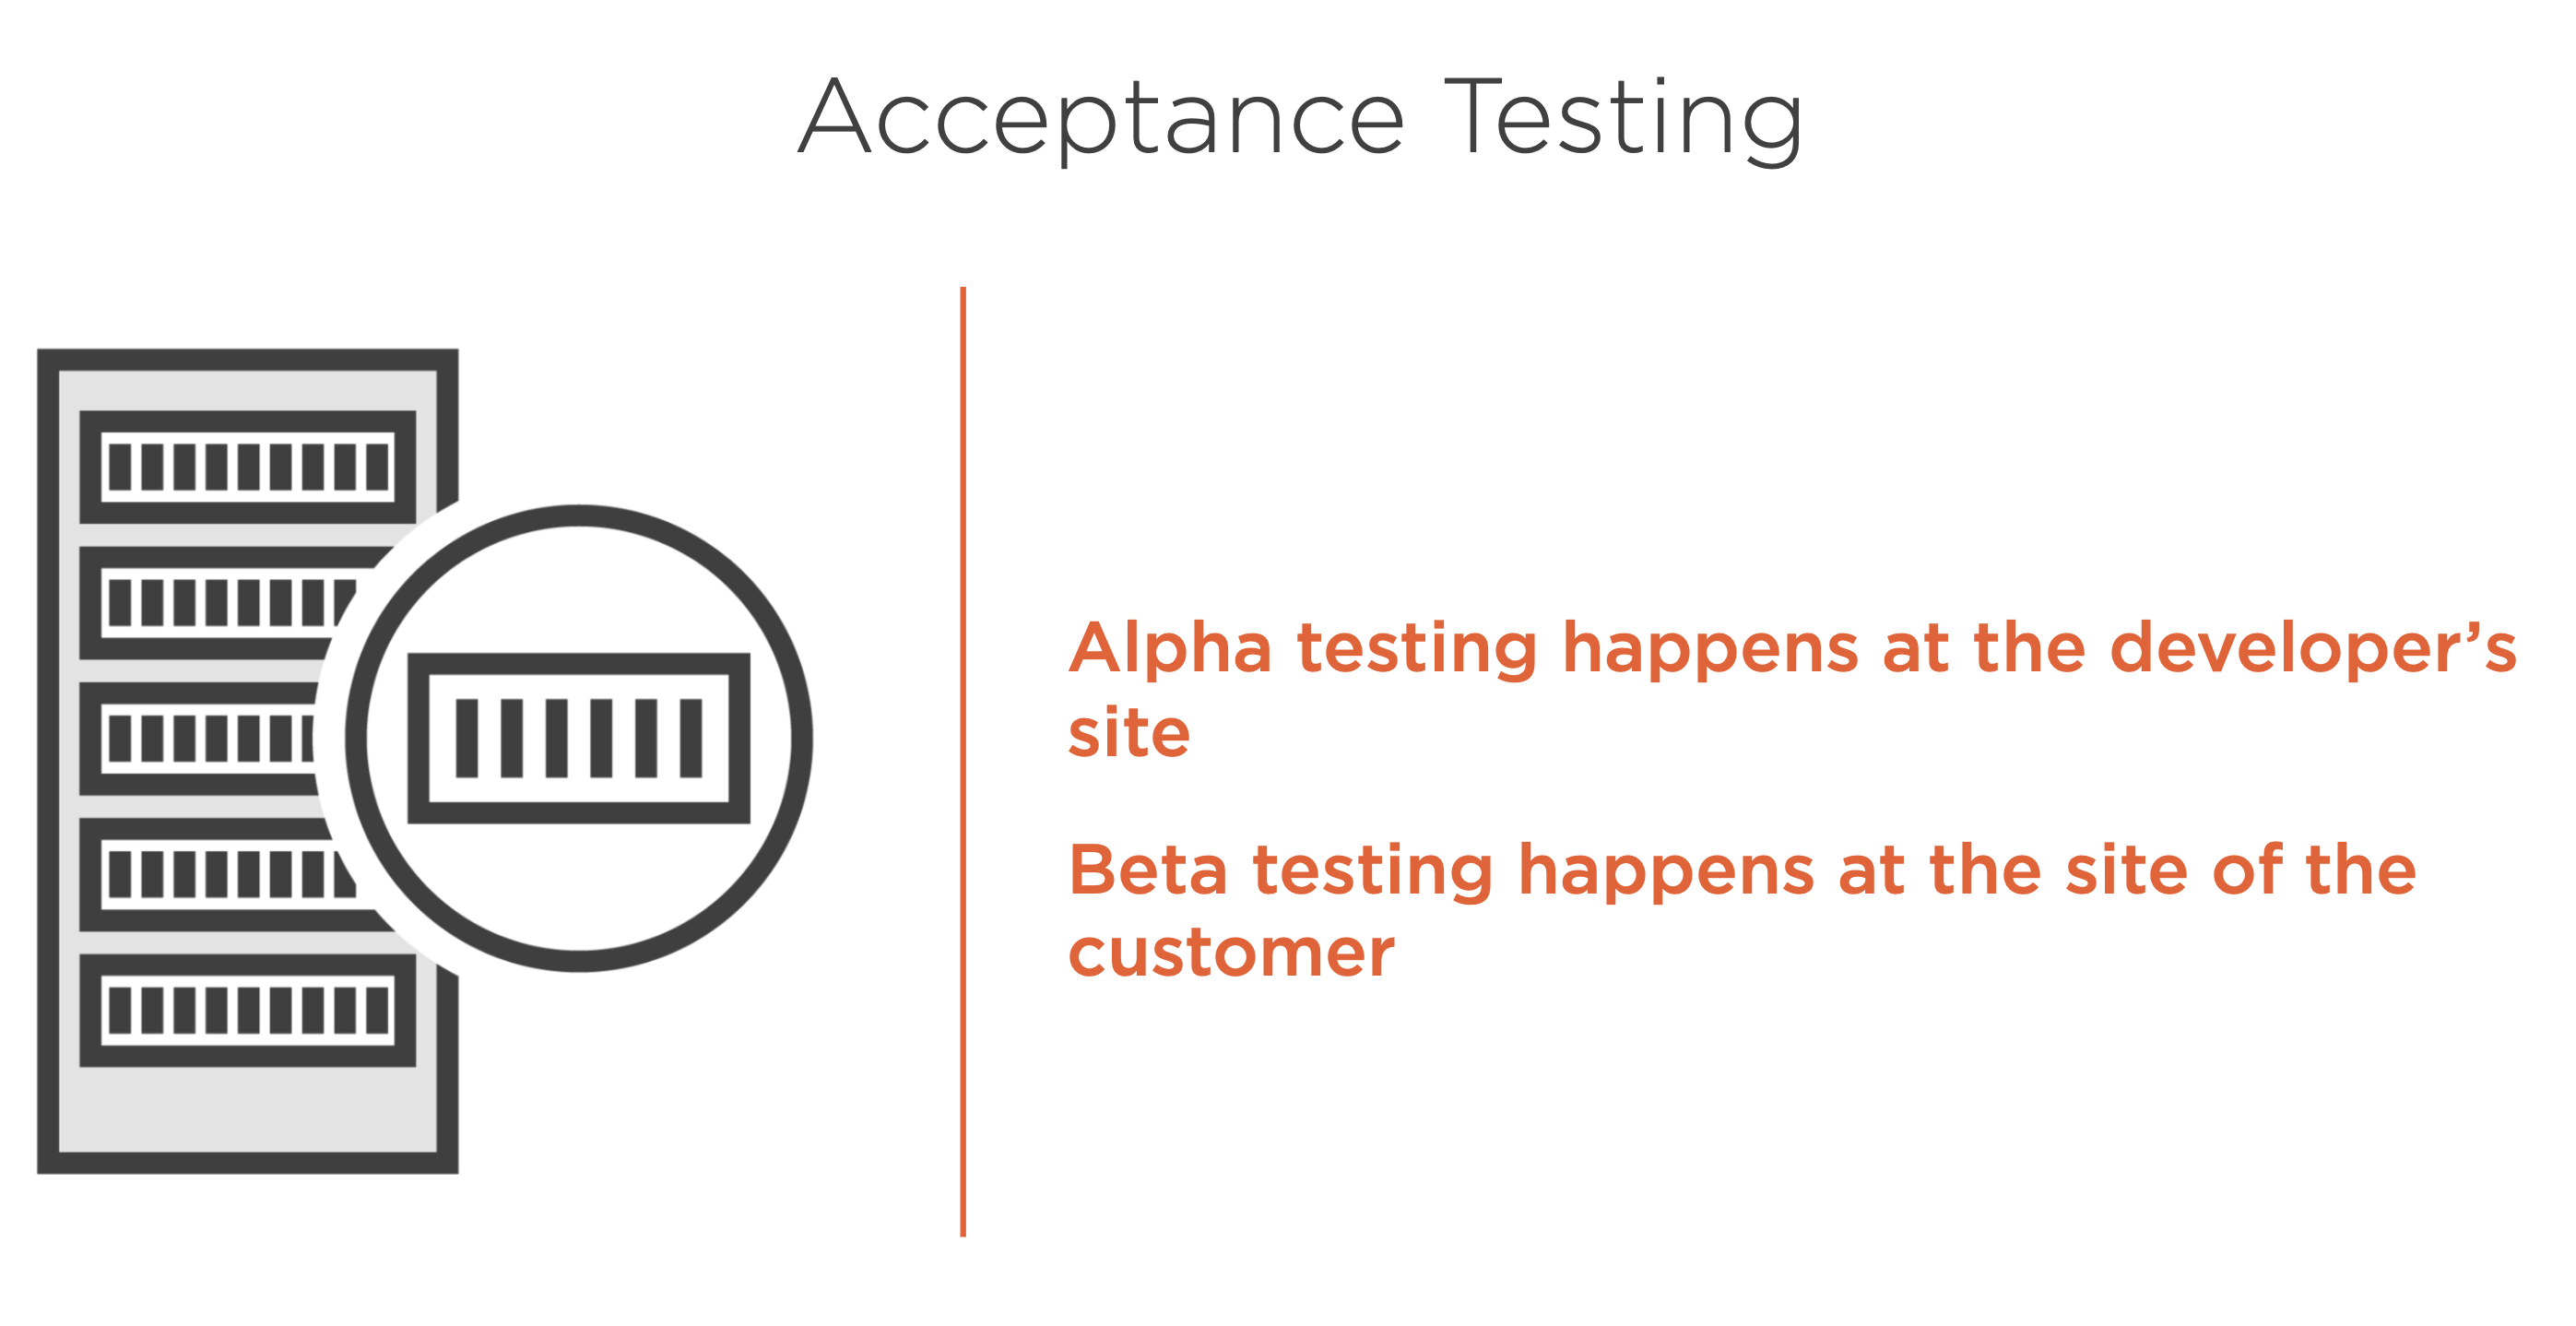 Acceptance Testing
Alpha testing happens at the developer’s
site
Beta testing happens at the site of the
customer